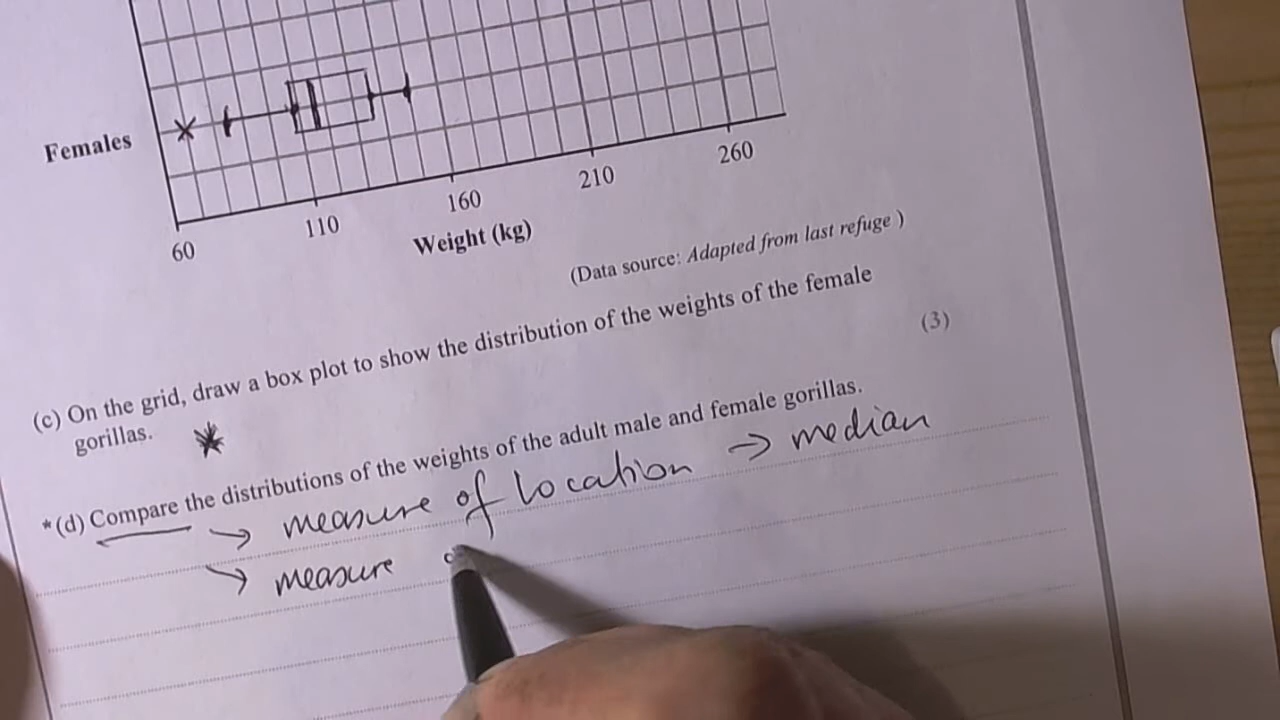 Females
60 110 160 210 260
Weight (kg)
(Data source: Adapted from last refuge )
(c) On the grid, draw a box plot to show the distribution of the weights of the female
gorillas.
(3)
*(d) Compare the distributions of the weights of the adult male and female gorillas.
→ measure of location → median
→ measure o